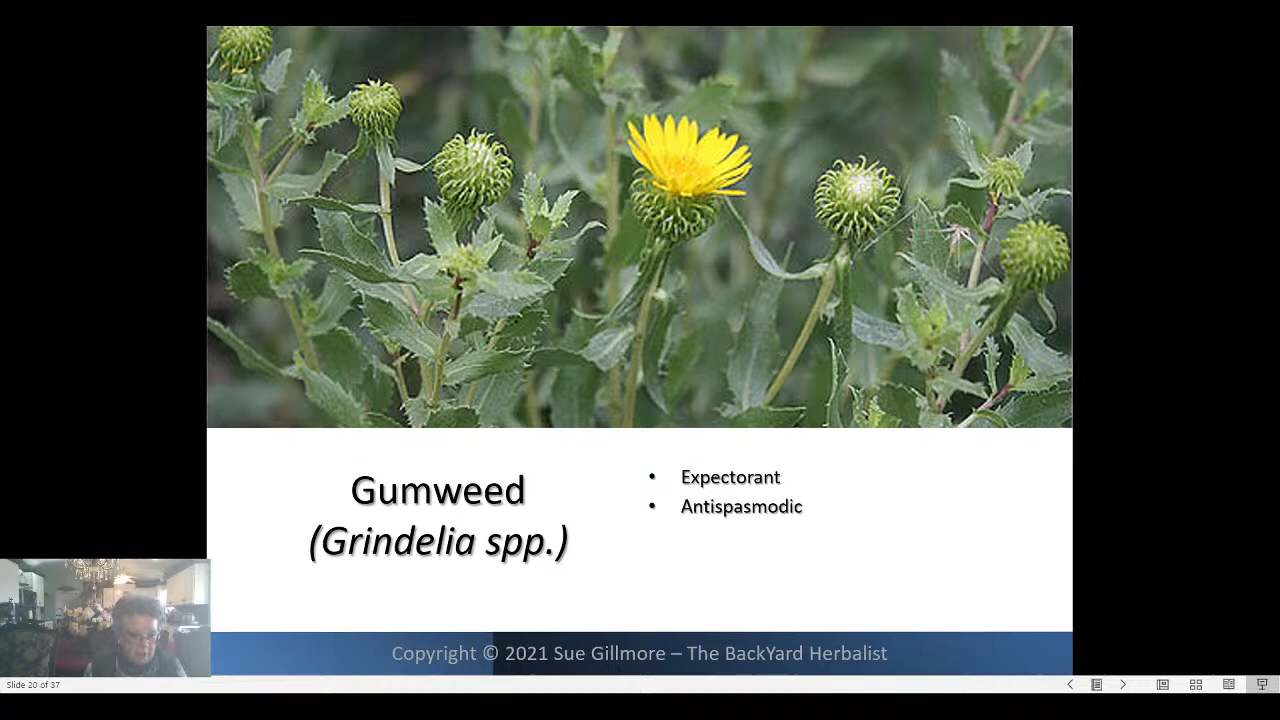 Gumweed
(Grindelia spp.)
• Expectorant
• Antispasmodic
Copyright © 2021 Sue Gillmore – The BackYard Herbalist
Slide 20 of 37